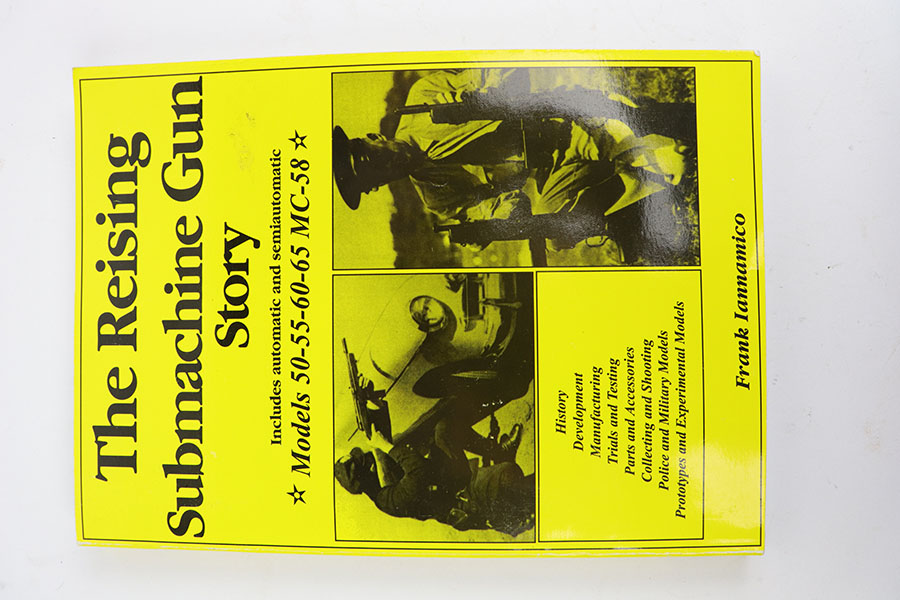 The Reising
Submachine Gun
Story
Includes automatic and semiautomatic
☆ Models 50-55-60-65 MC-58 ☆
History
Development
Manufacturing
Trials and Testing
Parts and Accessories
Collecting and Shooting
Police and Military Models
Prototypes and Experimental Models
Frank Iannamico